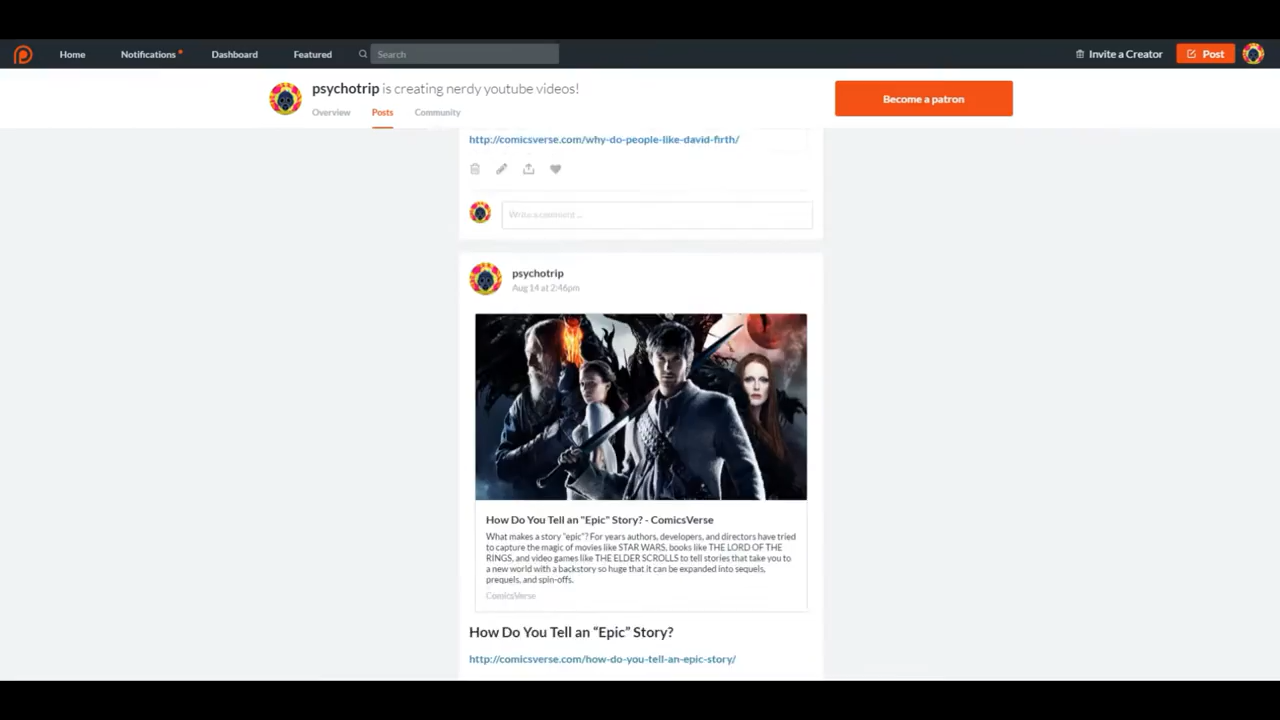 Home
Notifications
Dashboard
Featured
Search
Invite a Creator
Post
psychotrip is creating nerdy youtube videos!
Become a patron
Overview
Posts
Community
http://comicsverse.com/why-do-people-like-david-firth/
Write a comment ...
psychotrip
Aug 14 at 2:46pm
How Do You Tell an "Epic" Story? - ComicsVerse
What makes a story "epic"? For years authors, developers, and directors have tried
to capture the magic of movies like STAR WARS, books like THE LORD OF THE
RINGS, and video games like THE ELDER SCROLLS to tell stories that take you to
a new world with a backstory so huge that it can be expanded into sequels,
prequels, and spin-offs.
ComicsVerse
How Do You Tell an “Epic” Story?
http://comicsverse.com/how-do-you-tell-an-epic-story/